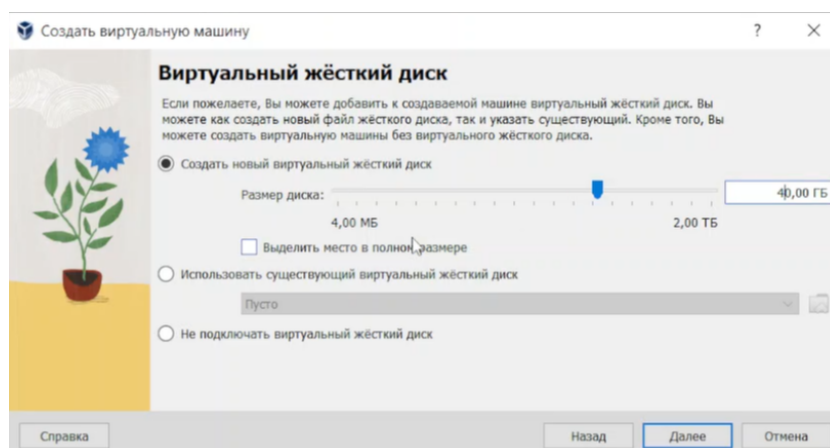 Создать виртуальную машину
?
Виртуальный жёсткий диск
Если пожелаете, Вы можете добавить к создаваемой машине виртуальный жёсткий диск. Вы
можете как создать новый файл жёсткого диска, так и указать существующий. Кроме того, Вы
можете создать виртуальную машины без виртуального жёсткого диска.
Создать новый виртуальный жёсткий диск
Размер диска: 40,00 ГБ
4,00 МБ 2,00 ТБ
Выделить место в полном размере
Использовать существующий виртуальный жёсткий диск
Пусто
Не подключать виртуальный жёсткий диск
Справка Назад Далее Отмена